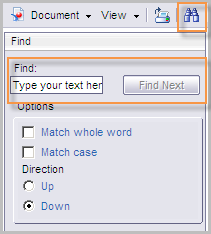 Document View
Find
Find:
Type your text her Find Next
Options
Match whole word
Match case
Direction
Up
Down